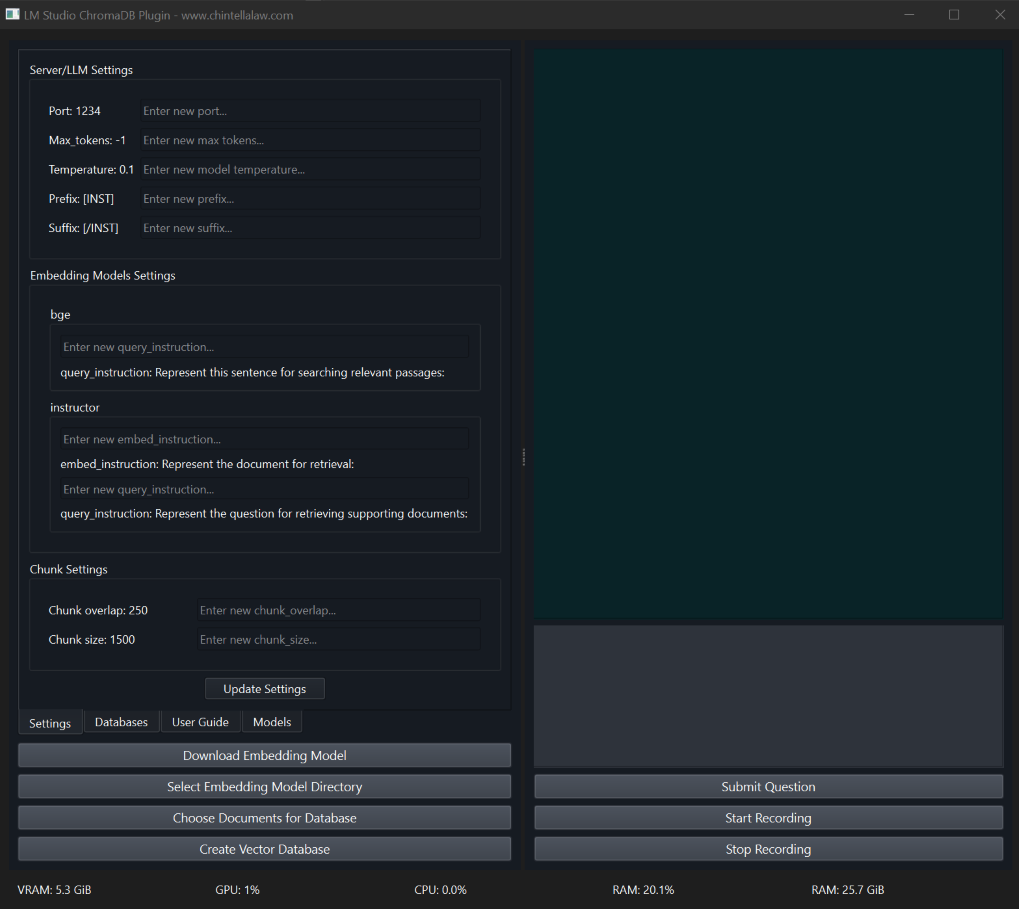 LM Studio ChromaDB Plugin - www.chintellalaw.com
Server/LLM Settings
Port: 1234 Enter new port...
Max_tokens: -1 Enter new max tokens...
Temperature: 0.1 Enter new model temperature...
Prefix: [INST] Enter new prefix...
Suffix: [/INST] Enter new suffix...
Embedding Models Settings
bge
Enter new query_instruction...
query_instruction: Represent this sentence for searching relevant passages:
instructor
Enter new embed_instruction...
embed_instruction: Represent the document for retrieval:
Enter new query_instruction...
query_instruction: Represent the question for retrieving supporting documents:
Chunk Settings
Chunk overlap: 250 Enter new chunk_overlap...
Chunk size: 1500 Enter new chunk_size...
Update Settings
Settings Databases User Guide Models
Download Embedding Model
Select Embedding Model Directory
Choose Documents for Database
Create Vector Database
Submit Question
Start Recording
Stop Recording
VRAM: 5.3 GiB GPU: 1% CPU: 0.0% RAM: 20.1% RAM: 25.7 GiB